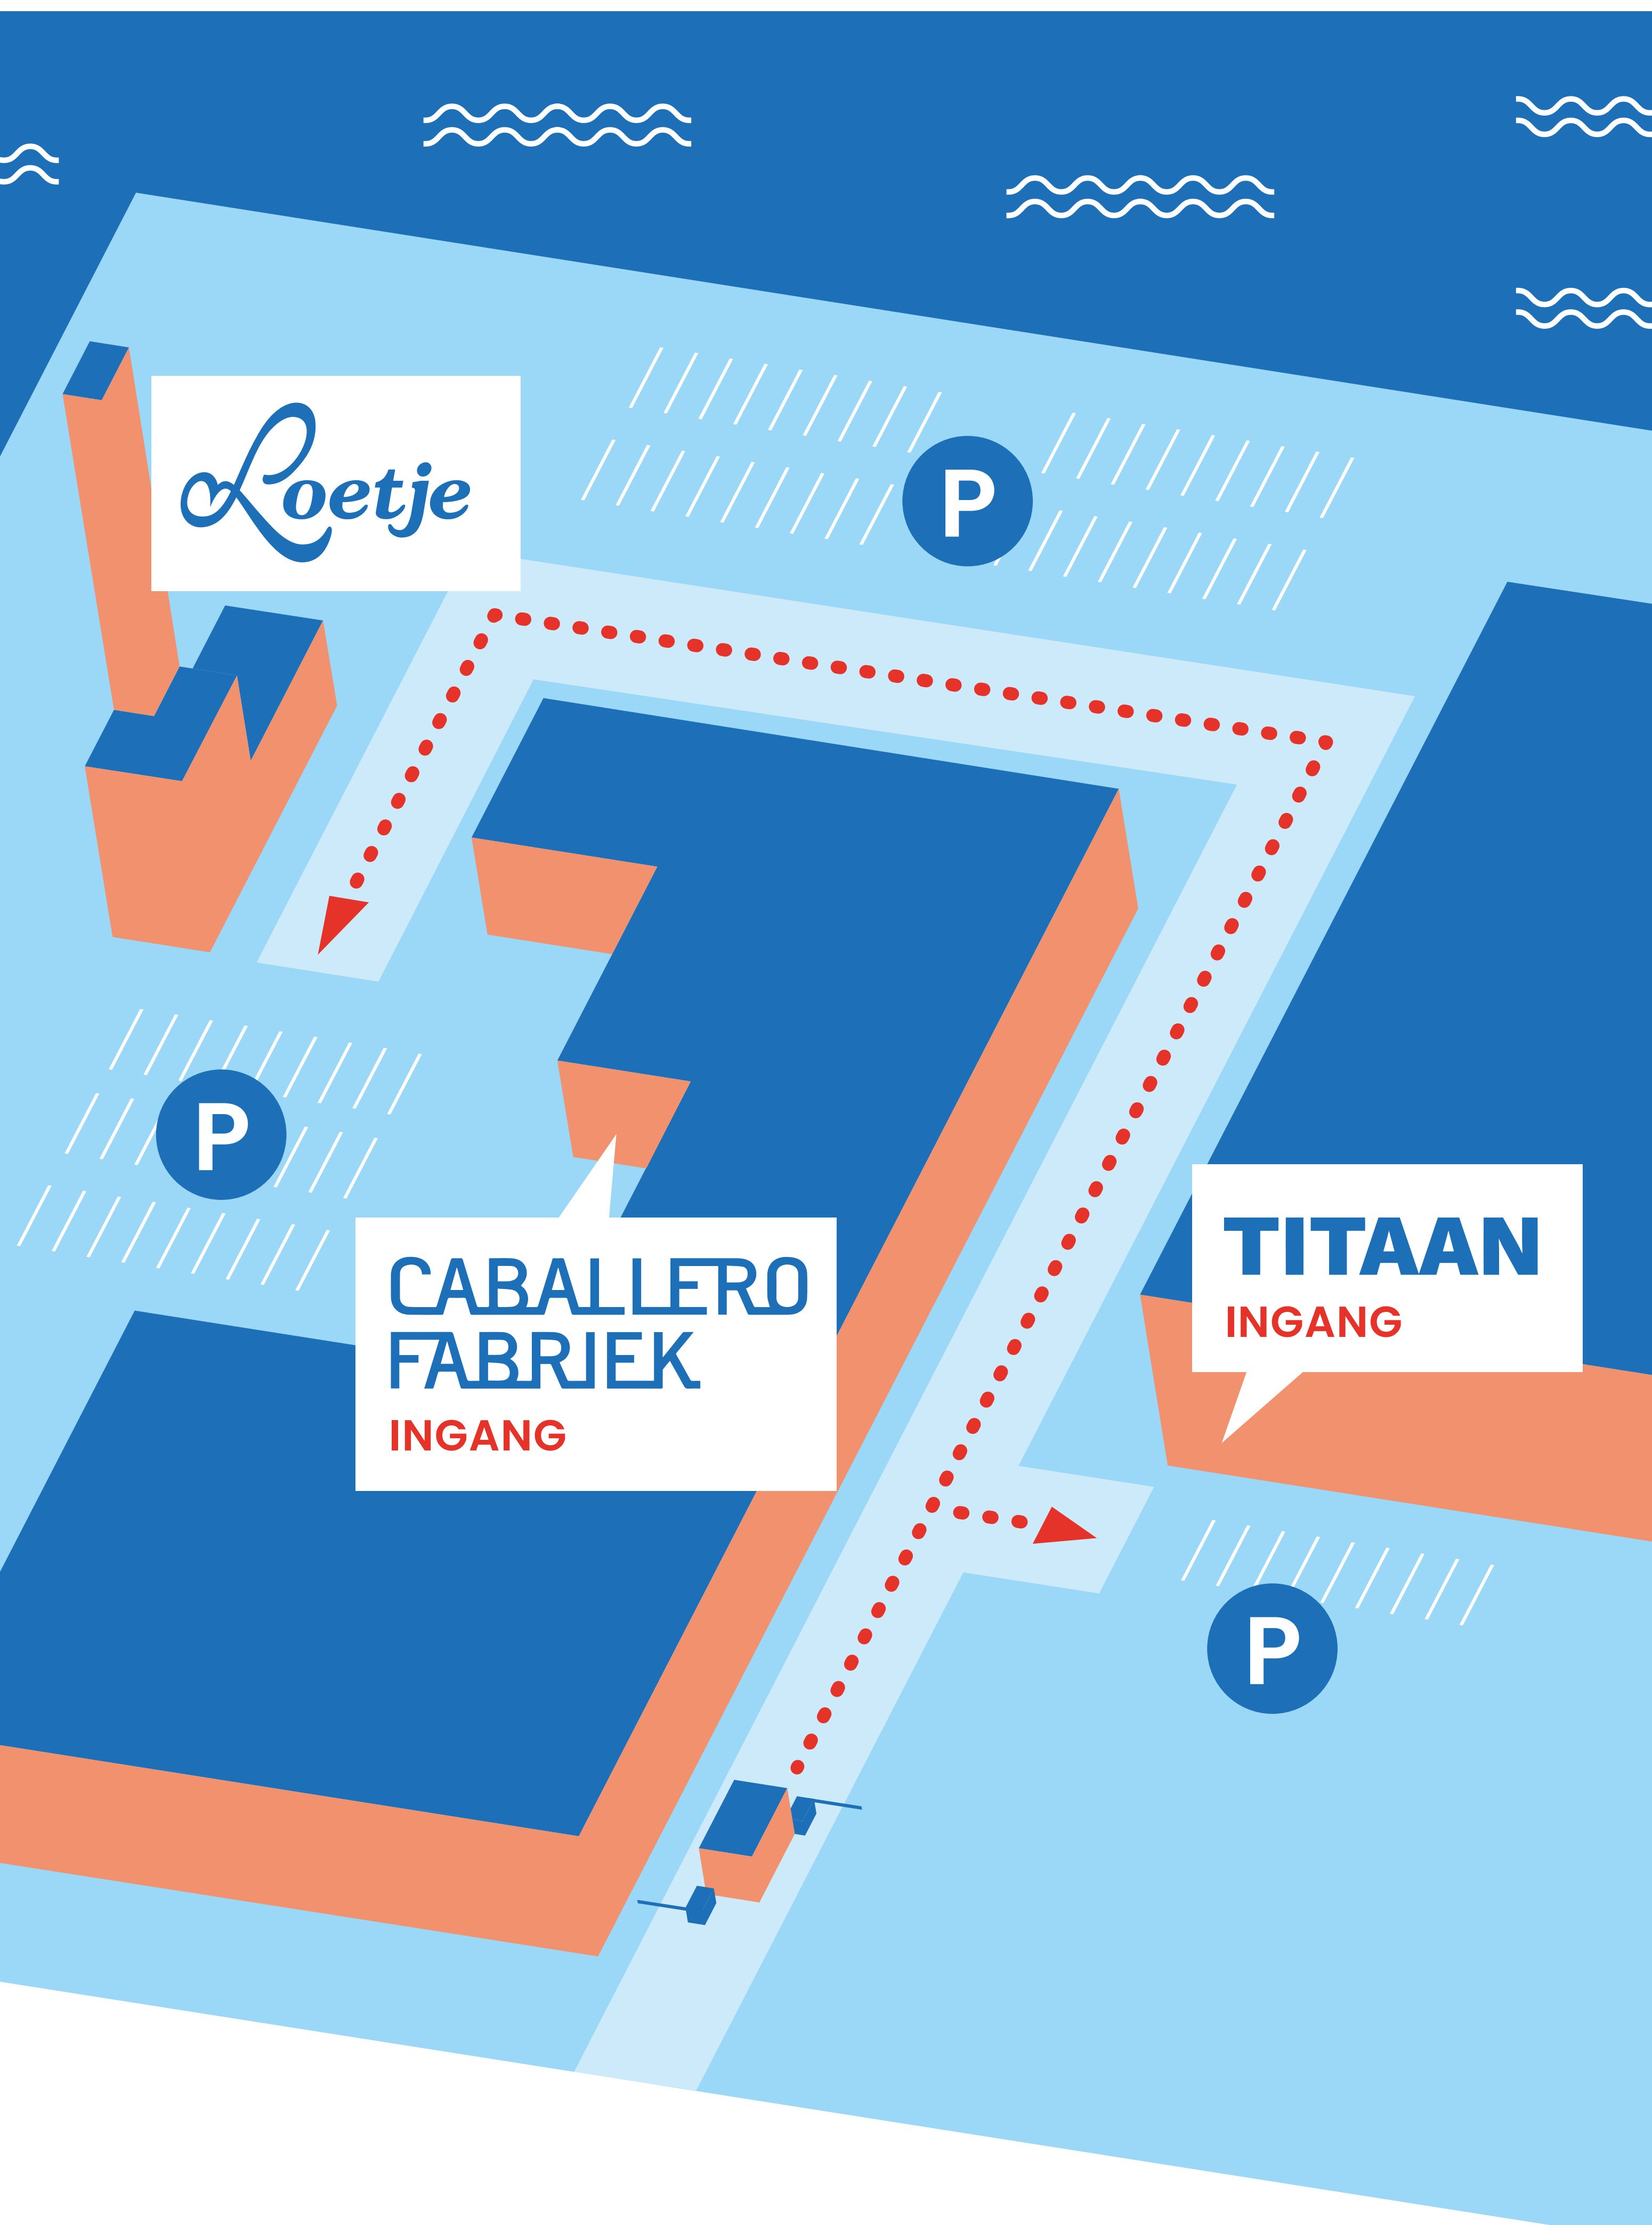 Loetje
P
P
CABALLERO
FABRIEK
INGANG
TITAAN
INGANG
P